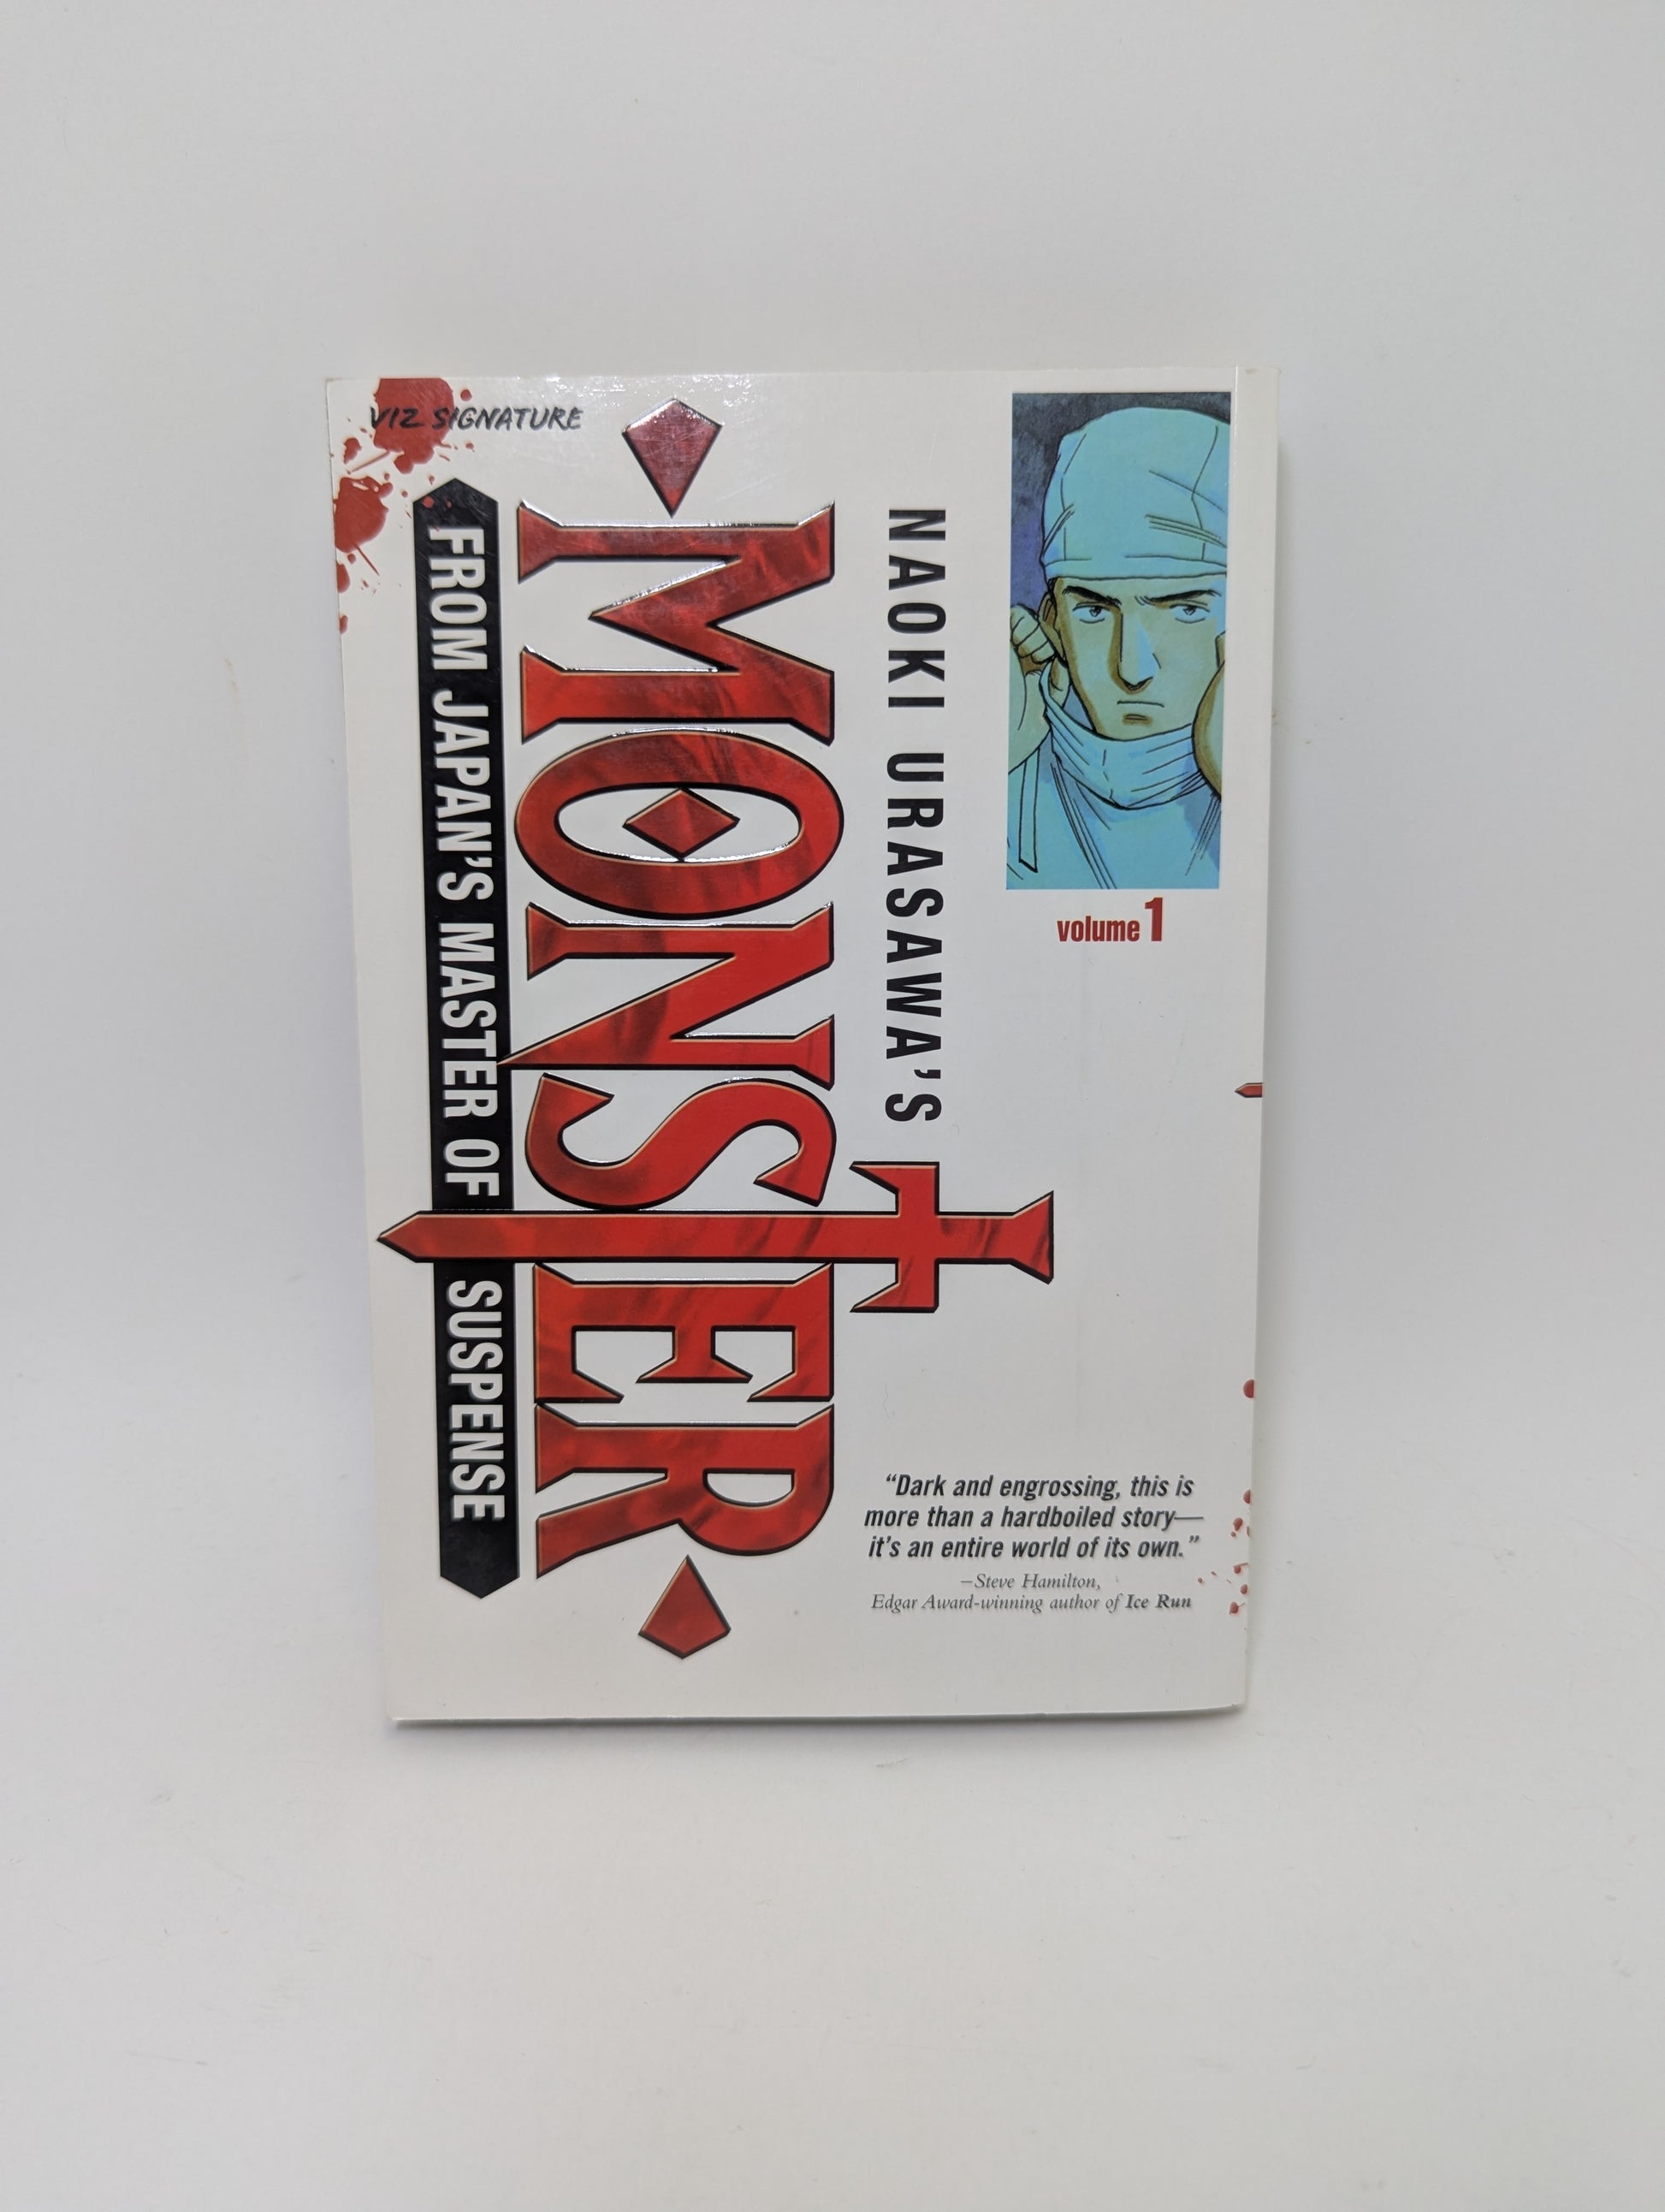 VIZ SIGNATURE
NAOKI URASAWA'S
MONSTER
FROM JAPAN'S MASTER OF SUSPENSE
volume 1
“Dark and engrossing, this is
more than a hardboiled story—
it's an entire world of its own.”
—Steve Hamilton,
Edgar Award-winning author of Ice Run